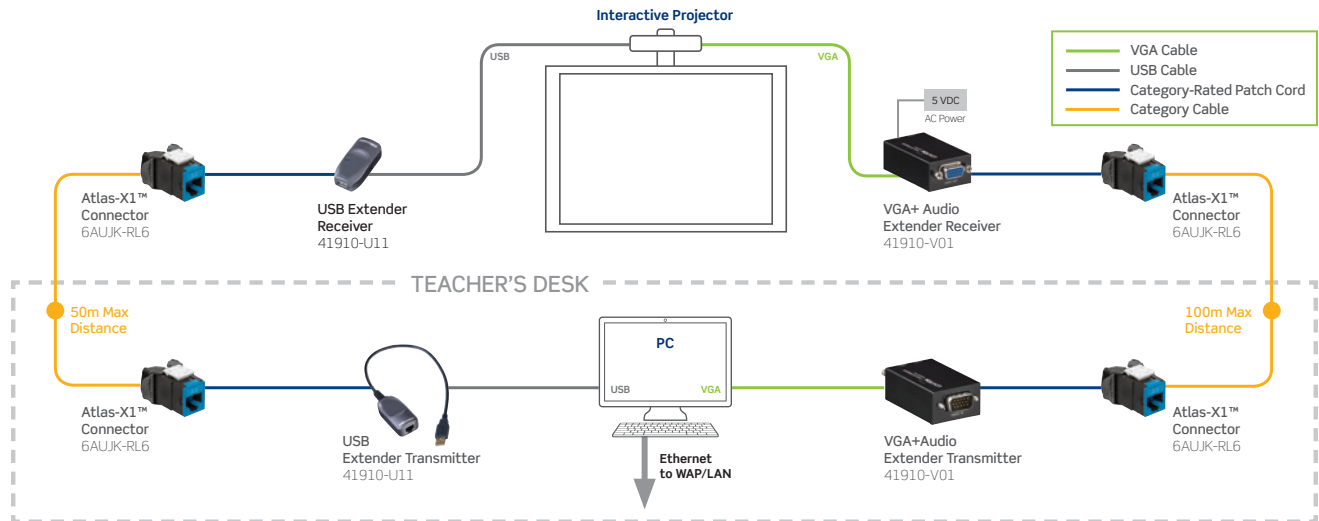 Interactive Projector
USB
VGA
VGA Cable
USB Cable
Category-Rated Patch Cord
Category Cable
5 VDC
AC Power
Atlas-X1™
Connector
6AUJK-RL6
USB Extender
Receiver
41910-U11
VGA+ Audio
Extender Receiver
41910-V01
Atlas-X1™
Connector
6AUJK-RL6
TEACHER'S DESK
50m Max
Distance
100m Max
Distance
PC
USB
VGA
Atlas-X1™
Connector
6AUJK-RL6
USB
Extender Transmitter
41910-U11
Ethernet
to WAP/LAN
VGA+Audio
Extender Transmitter
41910-V01
Atlas-X1™
Connector
6AUJK-RL6